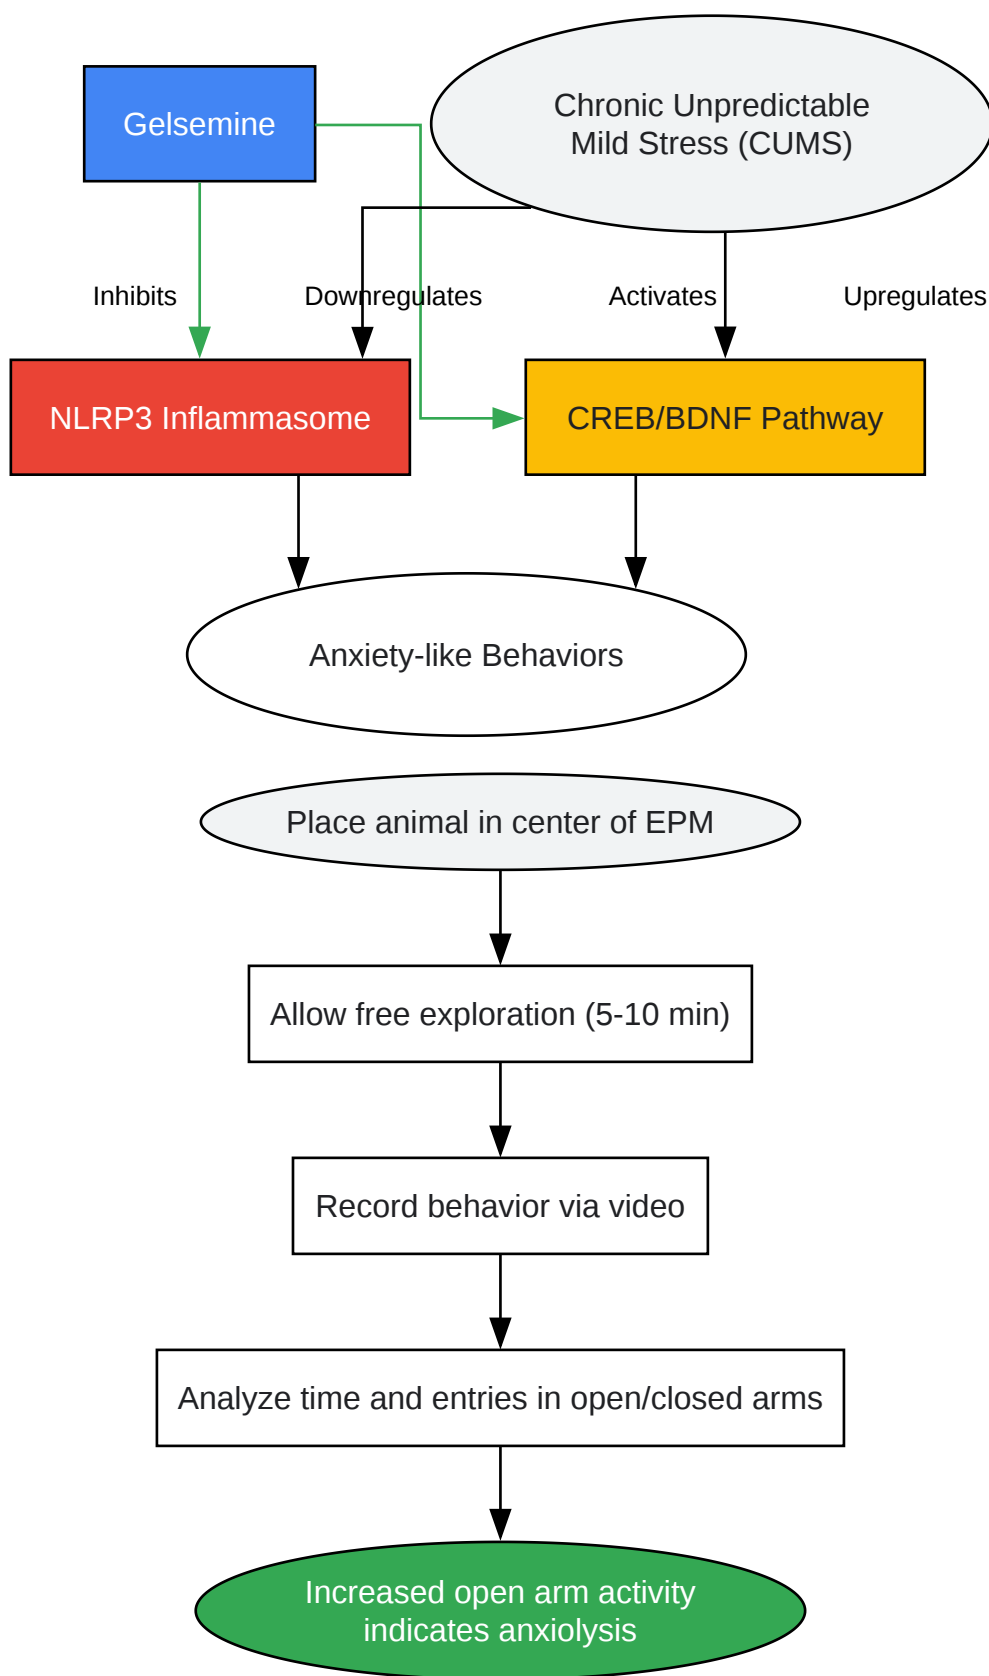 Gelsemine
Chronic Unpredictable
Mild Stress (CUMS)
Inhibits
Downregulates
Activates
Upregulates
NLRP3 Inflammasome
CREB/BDNF Pathway
Anxiety-like Behaviors
Place animal in center of EPM
Allow free exploration (5-10 min)
Record behavior via video
Analyze time and entries in open/closed arms
Increased open arm activity
indicates anxiolysis